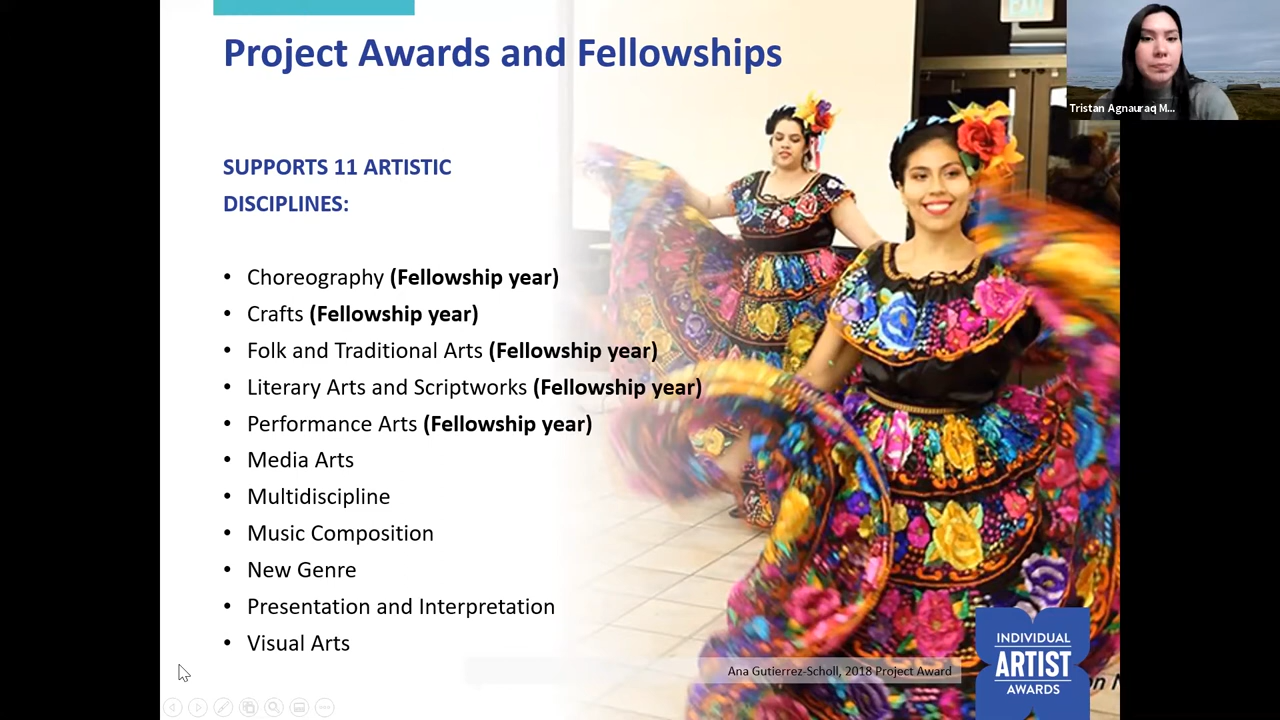 Project Awards and Fellowships
SUPPORTS 11 ARTISTIC
DISCIPLINES:
• Choreography (Fellowship year)
• Crafts (Fellowship year)
• Folk and Traditional Arts (Fellowship year)
• Literary Arts and Scriptworks (Fellowship year)
• Performance Arts (Fellowship year)
• Media Arts
• Multidiscipline
• Music Composition
• New Genre
• Presentation and Interpretation
• Visual Arts
Ana Gutierrez-Scholl, 2018 Project Award
INDIVIDUAL
ARTIST
AWARDS
Tristan Agnauraq M...
EXIT